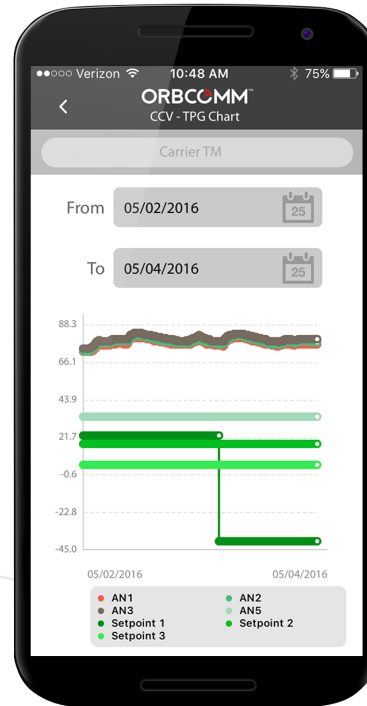 Verizon 10:48 AM 75%
ORBCOMM™
CCV - TPG Chart
Carrier TM
From 05/02/2016 25
To 05/04/2016 25
88.3
66.1
43.9
21.7
-0.6
-22.8
-45.0
05/02/2016 05/04/2016
AN1 AN2
AN3 AN5
Setpoint 1 Setpoint 2
Setpoint 3